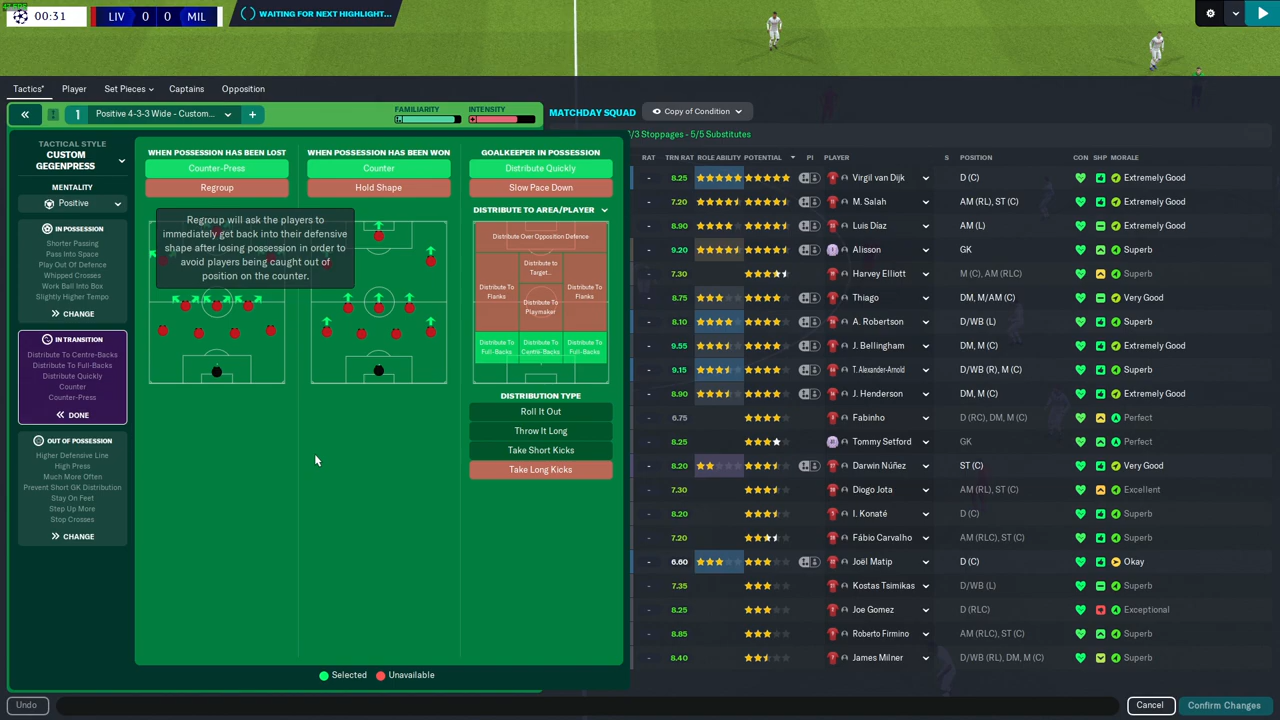 00:31 LIV 0 0 MIL WAITING FOR NEXT HIGHLIGHT...
Tactics* Player Set Pieces Captains Opposition
1 Positive 4-3-3 Wide - Custom... + FAMILIARITY INTENSITY
MATCHDAY SQUAD Copy of Condition
/3 Stoppages - 5/5 Substitutes
TACTICAL STYLE
CUSTOM
GEGENPRESS
MENTALITY
Positive
IN POSSESSION
Shorter Passing
Pass Into Space
Play Out Of Defence
Whipped Crosses
Work Ball Into Box
Slightly Higher Tempo
CHANGE
IN TRANSITION
Distribute To Centre-Backs
Distribute To Full-Backs
Distribute Quickly
Counter
Counter-Press
DONE
OUT OF POSSESSION
Higher Defensive Line
High Press
Much More Often
Prevent Short GK Distribution
Stay On Feet
Step Up More
Stop Crosses
CHANGE
WHEN POSSESSION HAS BEEN LOST
Counter-Press
Regroup
Regroup will ask the players to
immediately get back into their defensive
shape after losing possession in order to
avoid players being caught out of
position on the counter.
WHEN POSSESSION HAS BEEN WON
Counter
Hold Shape
GOALKEEPER IN POSSESSION
Distribute Quickly
Slow Pace Down
DISTRIBUTE TO AREA/PLAYER
Distribute Over Opposition Defence
Distribute to
Target...
Distribute To
Flanks
Distribute To
Playmaker
Distribute To
Flanks
Distribute To
Full-Backs
Distribute To
Centre-Backs
Distribute To
Full-Backs
DISTRIBUTION TYPE
Roll It Out
Throw It Long
Take Short Kicks
Take Long Kicks
Selected Unavailable
RAT TRN RAT ROLE ABILITY POTENTIAL PI PLAYER S POSITION CON SHP MORALE
- 8.25 Virgil van Dijk D (C) Extremely Good
- 7.20 M. Salah AM (RL), ST (C) Extremely Good
- 8.90 Luis Díaz AM (L) Extremely Good
- 9.20 Alisson GK Superb
- 7.30 Harvey Elliott M (C), AM (RLC) Superb
- 8.75 Thiago DM, M/AM (C) Very Good
- 8.10 A. Robertson D/WB (L) Superb
- 9.55 J. Bellingham DM, M (C) Extremely Good
- 9.15 T. Alexander-Arnold D/WB (R), M (C) Superb
- 8.90 J. Henderson DM, M (C) Extremely Good
- 6.75 Fabinho D (RC), DM, M (C) Perfect
- 8.25 Tommy Setford GK Perfect
- 8.20 Darwin Núñez ST (C) Very Good
- 7.30 Diogo Jota AM (RL), ST (C) Excellent
- 8.20 I. Konaté D (C) Superb
- 7.20 Fábio Carvalho AM (RLC), ST (C) Superb
- 6.60 Joël Matip D (C) Okay
- 7.35 Kostas Tsimikas D/WB (L) Superb
- 8.25 Joe Gomez D (RLC) Exceptional
- 8.85 Roberto Firmino AM (RLC), ST (C) Superb
- 8.40 James Milner D/WB (RL), DM, M (C) Superb
Undo Cancel Confirm Changes